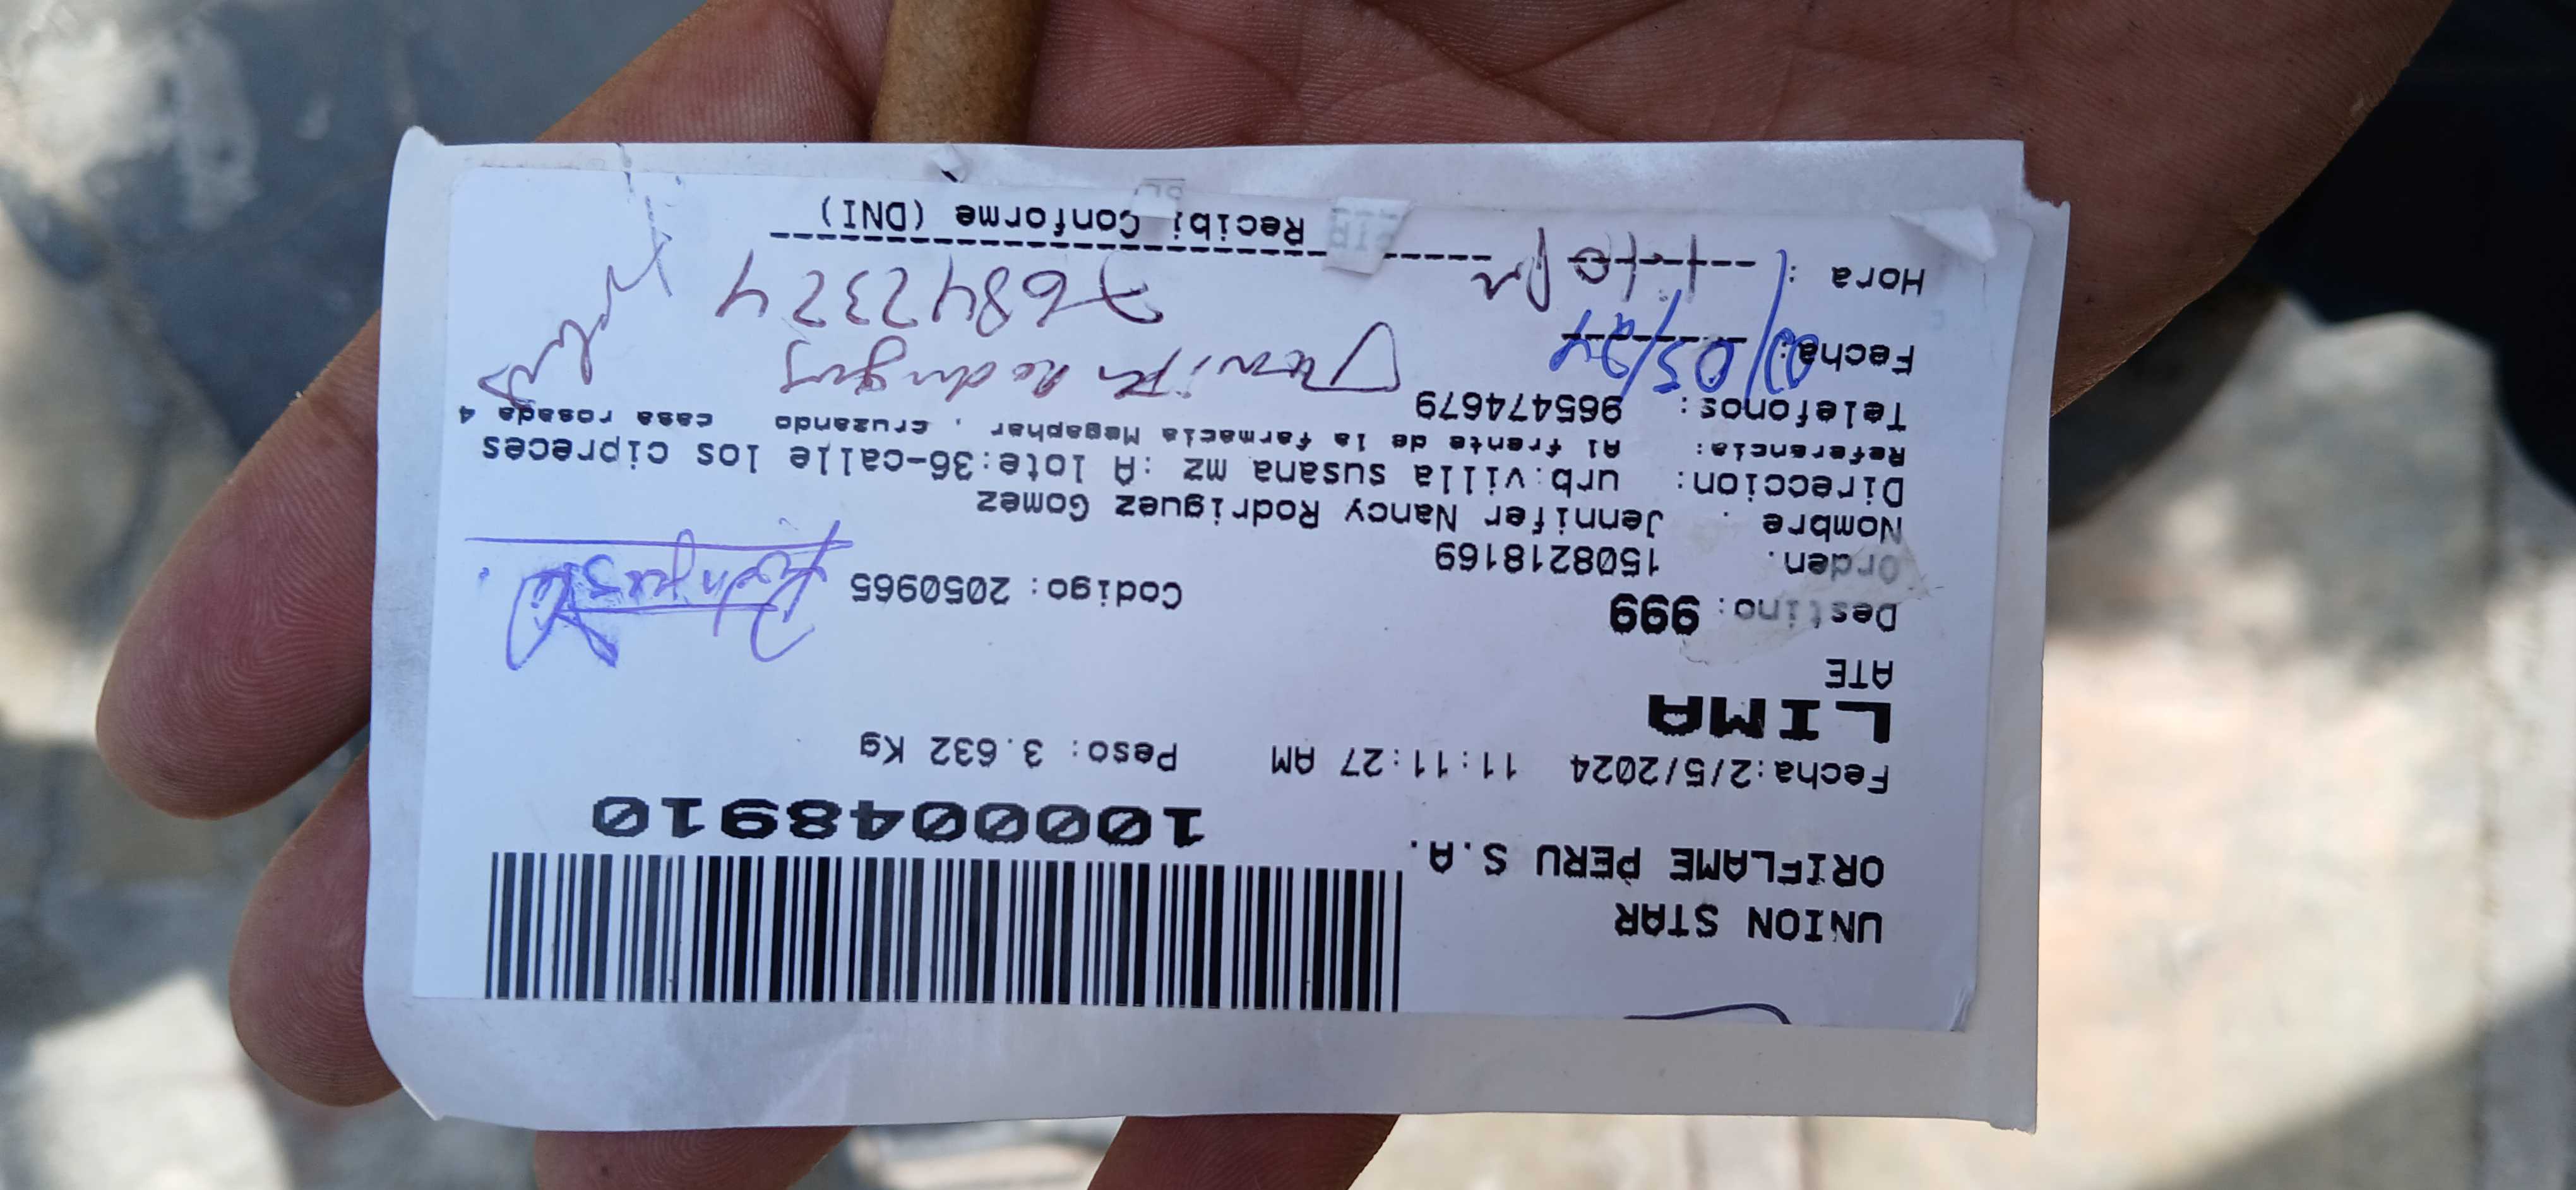 UNION STAR
ORIFLAME PERU S.A.
1000048910
Fecha:2/5/2024 11:11:27 AM Peso: 3.632 Kg
LIMA
ATE
Destino: 999 Codigo: 2050965
Orden. 1508218169
Nombre . Jennifer Nancy Rodriguez Gomez
Direccion: urb:villa susana mz :A lote:36-calle los cipreces
Referencia: Al frente de la farmacia Megaphar , cruzando casa rosada 4
Telefonos: 965474679
Fecha: 02/05/24
Hora :
76842324
Recibi Conforme (DNI)